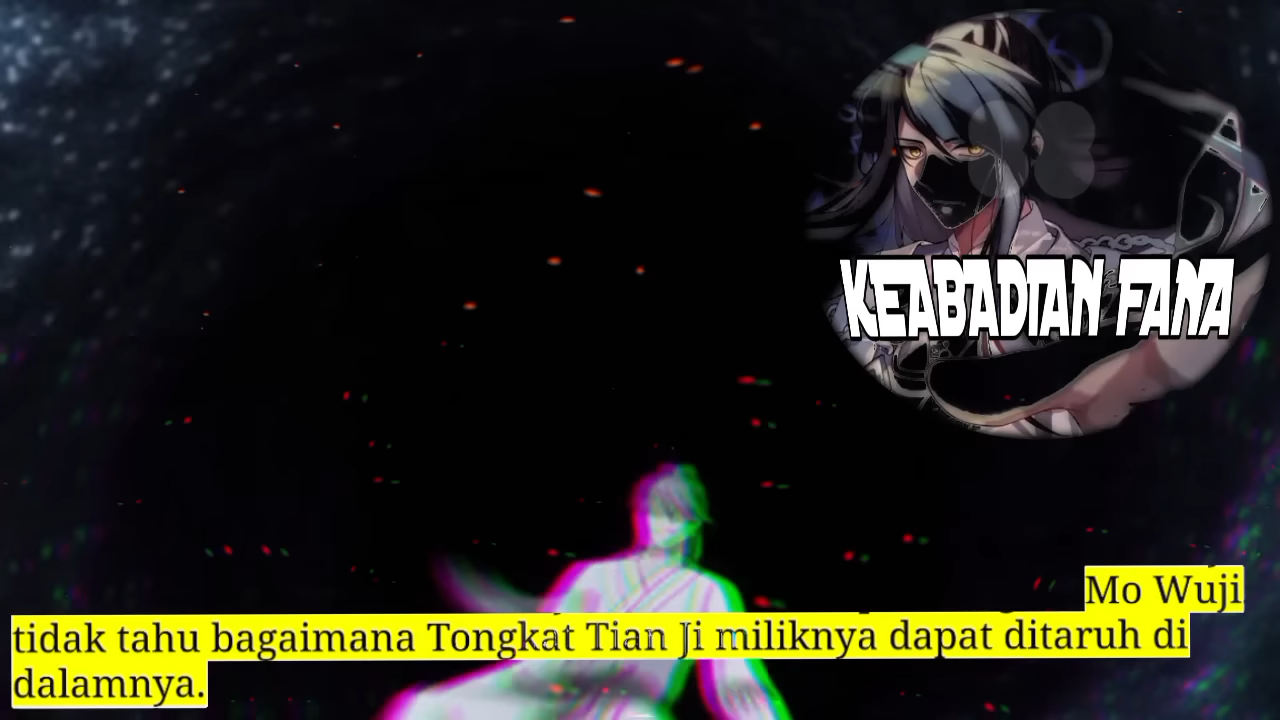 KEABADIAN FANA
Mo Wuji
tidak tahu bagaimana Tongkat Tian Ji miliknya dapat ditaruh di
dalamnya.